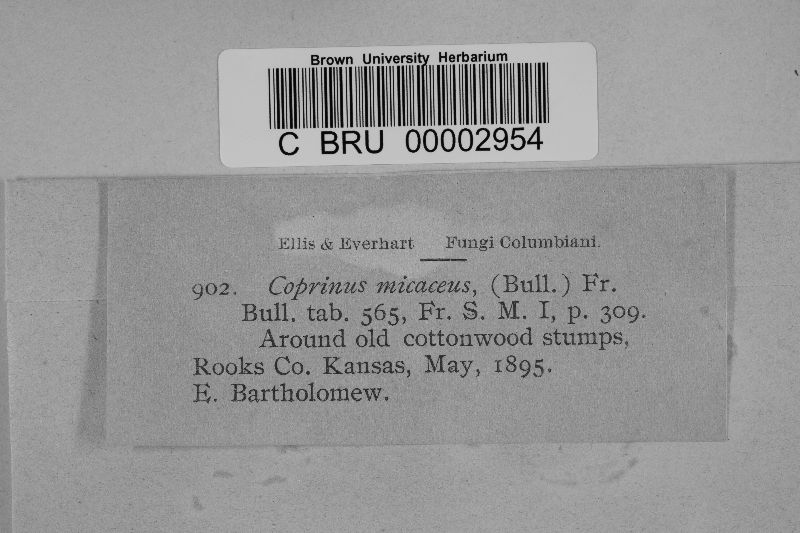 Brown University Herbarium
C BRU 00002954
Ellis & Everhart Fungi Columbiani.
902. Coprinus micaceus, (Bull.) Fr.
Bull. tab. 565, Fr. S. M. I, p. 309.
Around old cottonwood stumps,
Rooks Co. Kansas, May, 1895.
E. Bartholomew.